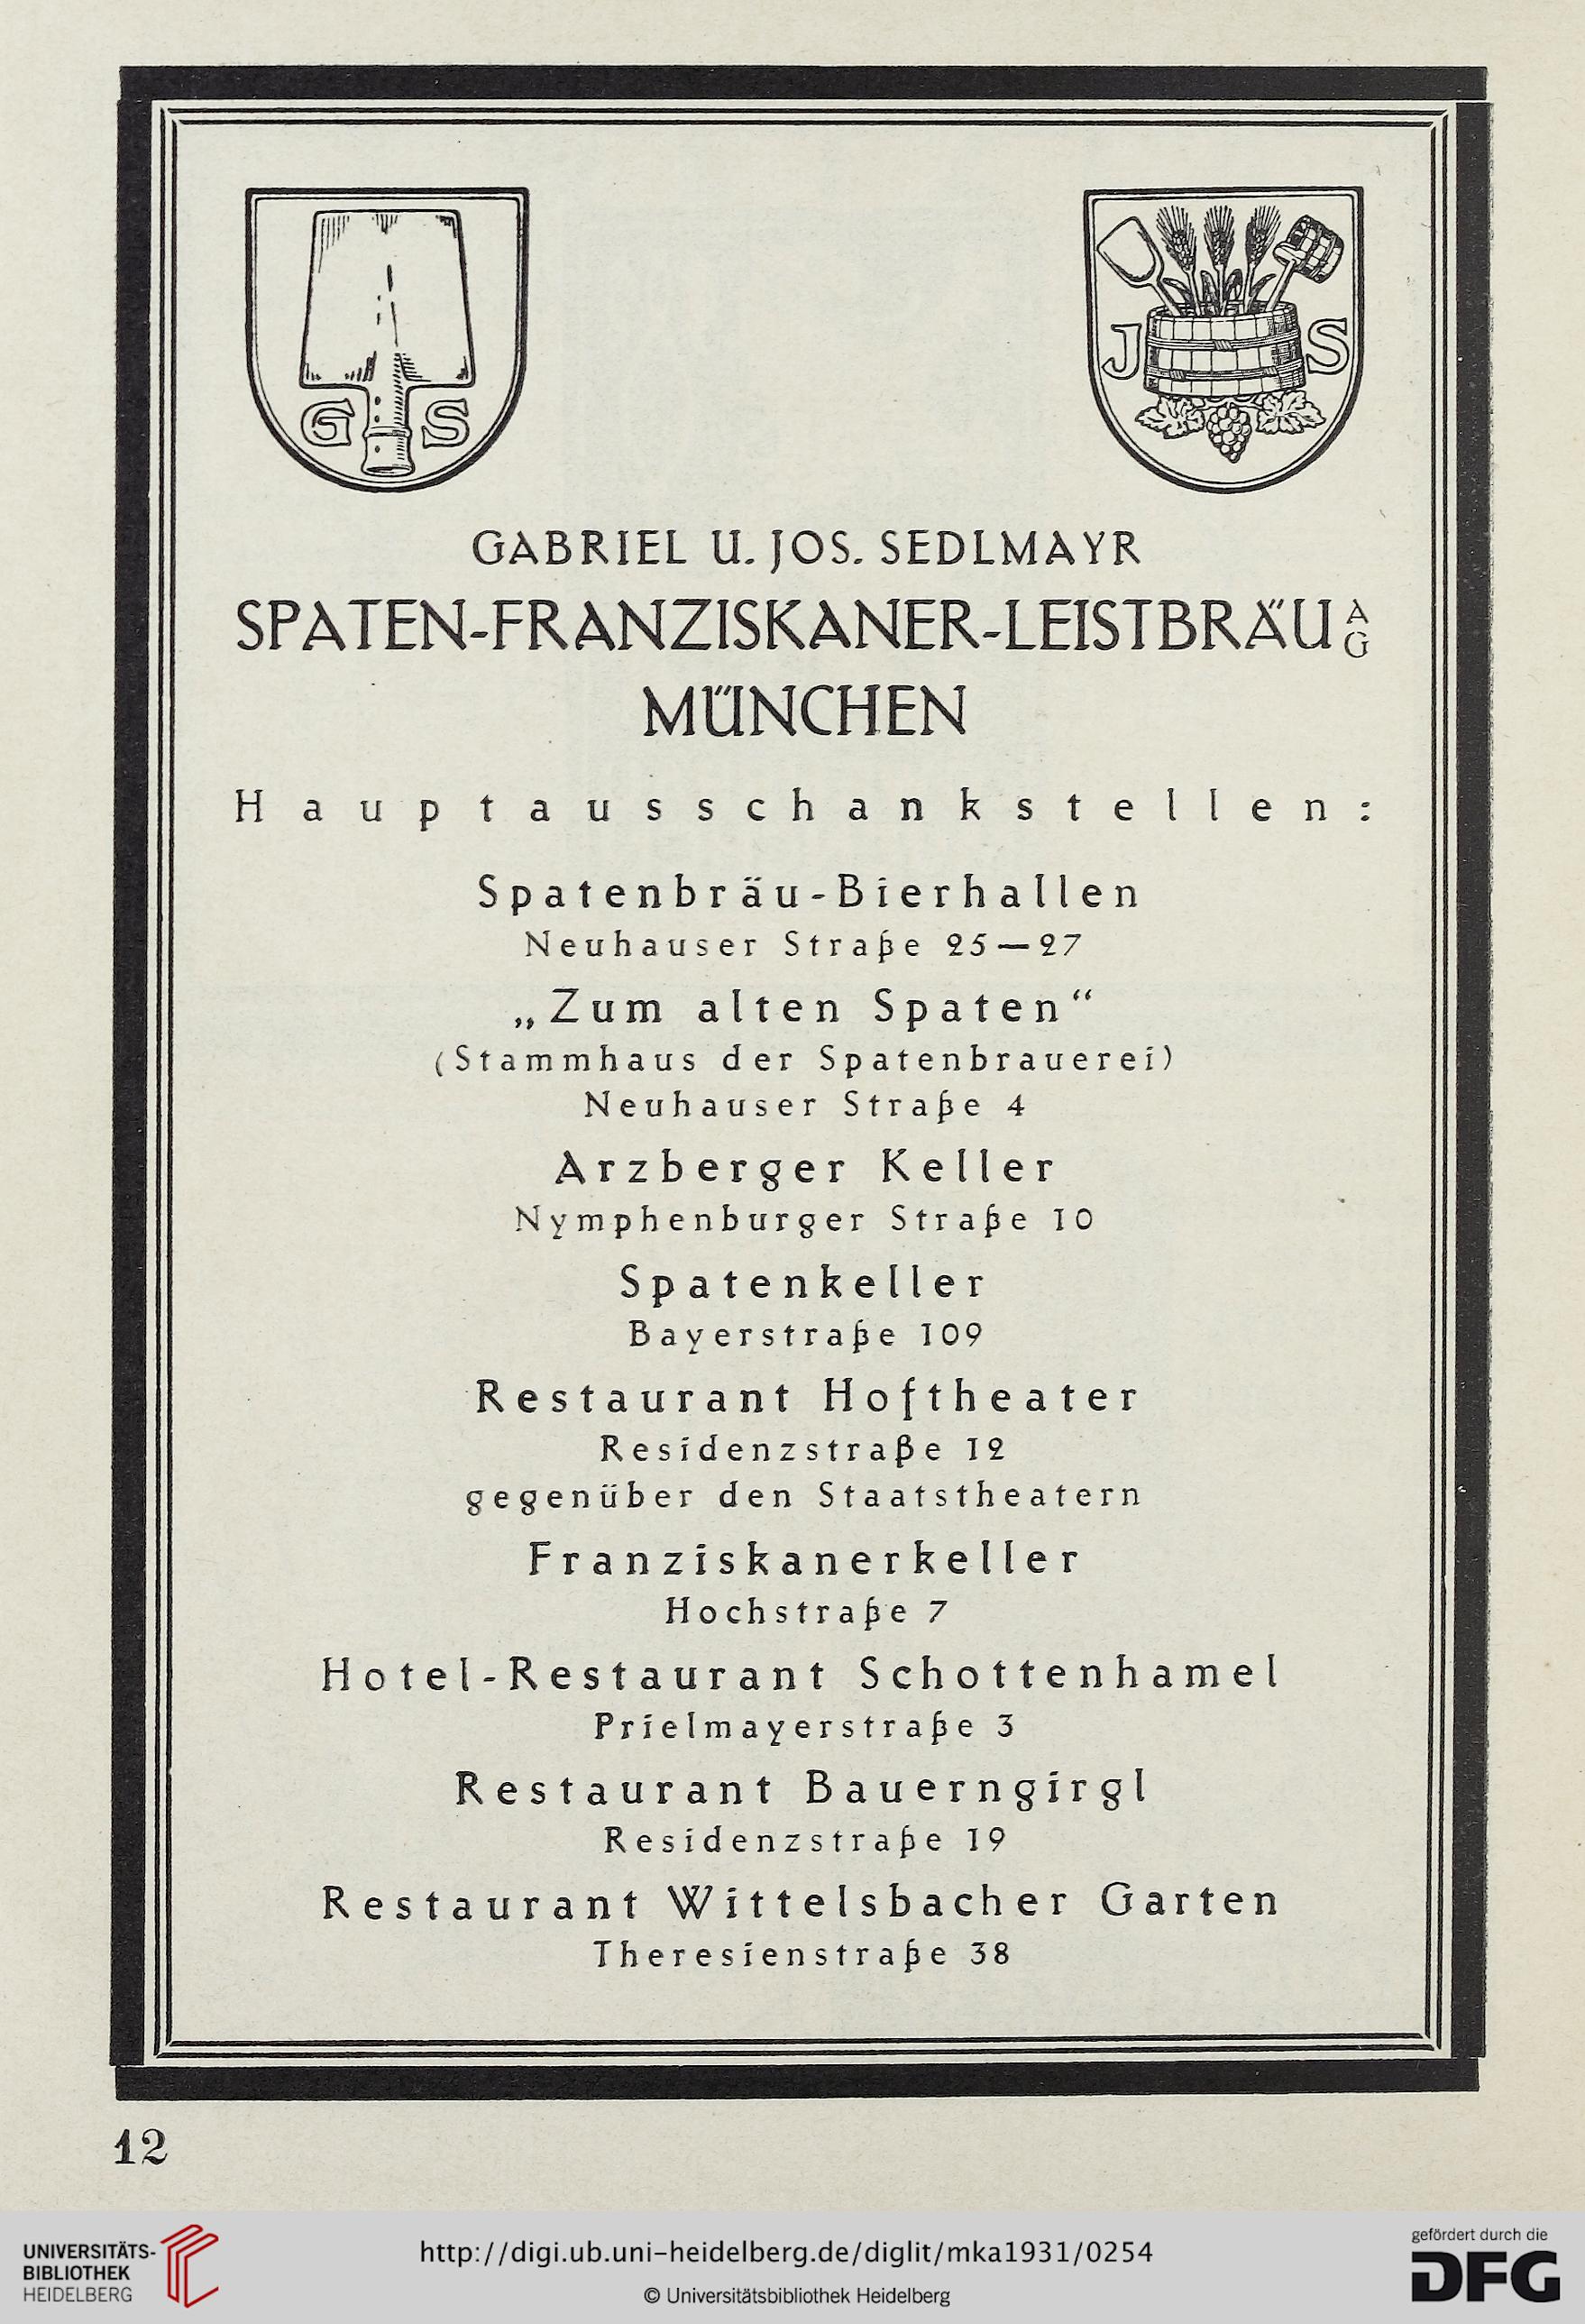 G S
J S
GABRIEL U. JOS. SEDLMAYR
SPATEN-FRANZISKANER-LEISTBRÄU AG
MÜNCHEN
Hauptausschankstellen:
Spatenbräu-Bierhallen
Neuhauser Straße 25—27
„Zum alten Spaten“
(Stammhaus der Spatenbrauerei)
Neuhauser Straße 4
Arzberger Keller
Nymphenburger Straße 10
Spatenkeller
Bayerstraße 109
Restaurant Hoftheater
Residenzstraße 12
gegenüber den Staatstheatern
Franziskanerkeller
Hochstraße 7
Hotel-Restaurant Schottenhamel
Prielmayerstraße 3
Restaurant Bauerngirgl
Residenzstraße 19
Restaurant Wittelsbacher Garten
Theresienstraße 38
12
UNIVERSITÄTS-
BIBLIOTHEK
HEIDELBERG
http://digi.ub.uni-heidelberg.de/diglit/mka1931/0254
© Universitätsbibliothek Heidelberg
gefördert durch die
DFG